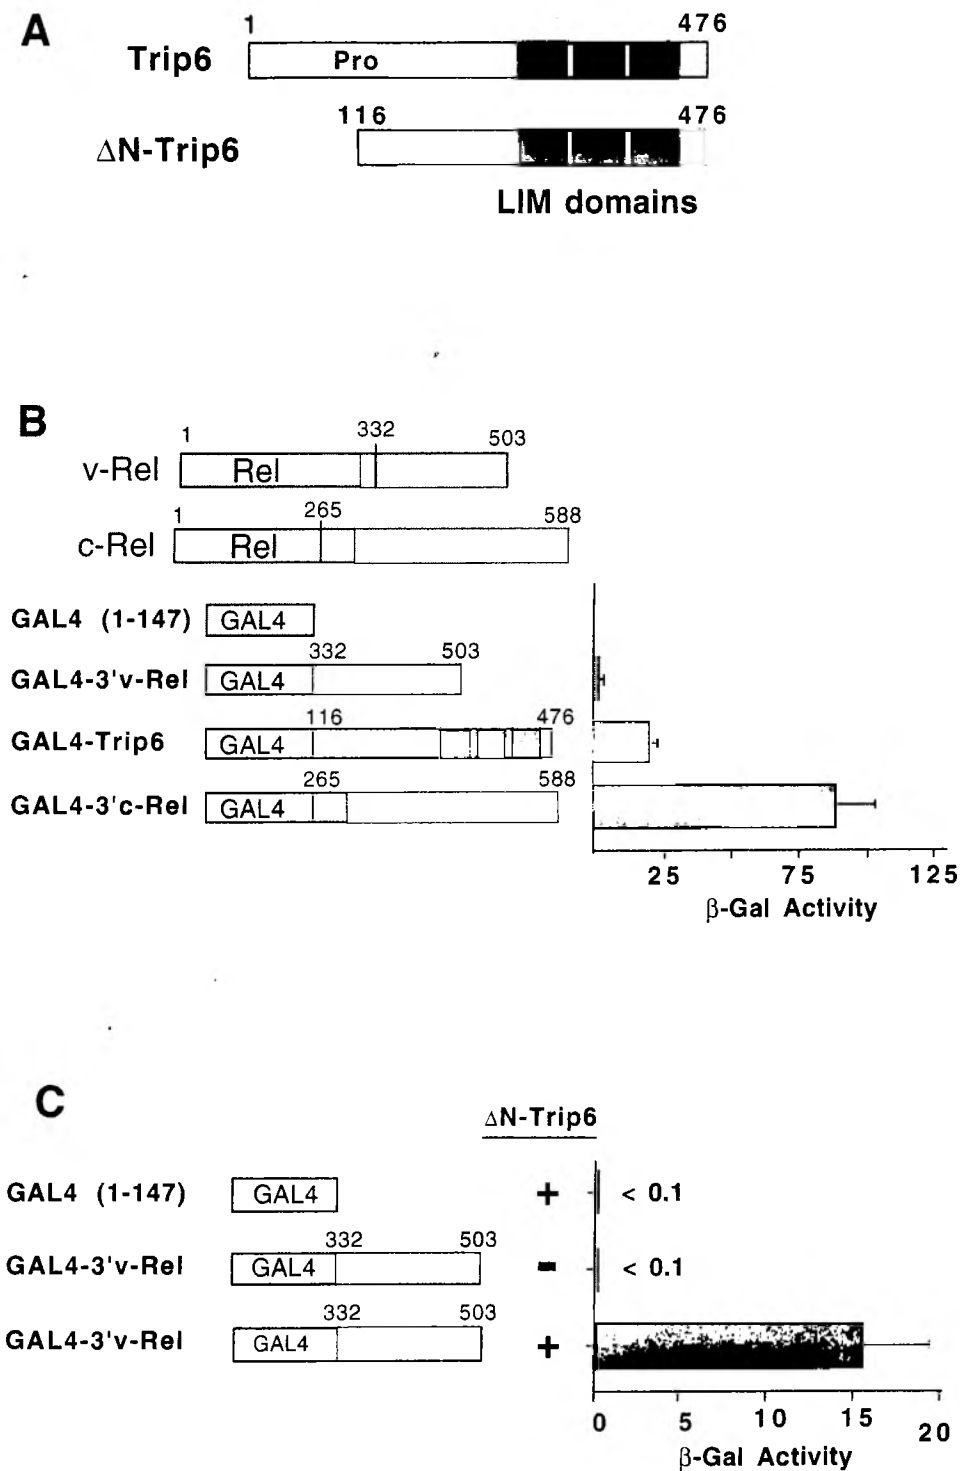 A
1 476
Trip6 Pro
116 476
ΔN-Trip6
LIM domains
B
1 332 503
v-Rel Rel
1 265 588
c-Rel Rel
GAL4 (1-147) GAL4
332 503
GAL4-3'v-Rel GAL4
116 476
GAL4-Trip6 GAL4
265 588
GAL4-3'c-Rel GAL4
25 75 125
β-Gal Activity
C
ΔN-Trip6
GAL4 (1-147) GAL4 + < 0.1
332 503
GAL4-3'v-Rel GAL4 - < 0.1
332 503
GAL4-3'v-Rel GAL4 +
0 5 10 15 20
β-Gal Activity